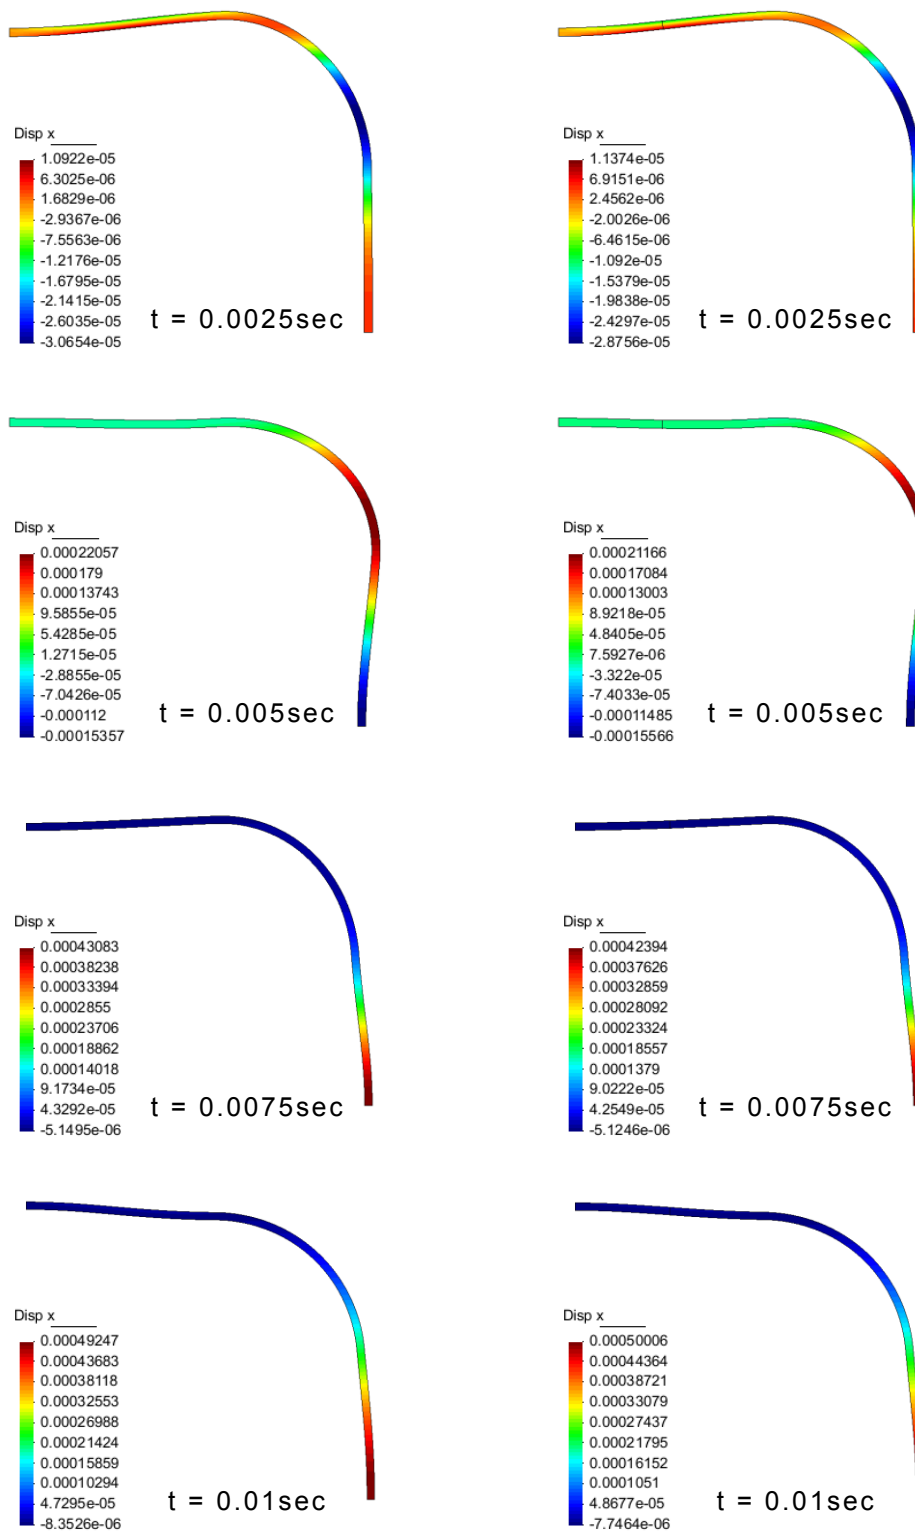 Disp x
1.0922e-05
6.3025e-06
1.6829e-06
-2.9367e-06
-7.5563e-06
-1.2176e-05
-1.6795e-05
-2.1415e-05
-2.6035e-05
-3.0654e-05
t = 0.0025sec
Disp x
1.1374e-05
6.9151e-06
2.4562e-06
-2.0026e-06
-6.4615e-06
-1.092e-05
-1.5379e-05
-1.9838e-05
-2.4297e-05
-2.8756e-05
t = 0.0025sec
Disp x
0.00022057
0.000179
0.00013743
9.5855e-05
5.4285e-05
1.2715e-05
-2.8855e-05
-7.0426e-05
-0.000112
-0.00015357
t = 0.005sec
Disp x
0.00021166
0.00017084
0.00013003
8.9218e-05
4.8405e-05
7.5927e-06
-3.322e-05
-7.4033e-05
-0.00011485
-0.00015566
t = 0.005sec
Disp x
0.00043083
0.00038238
0.00033394
0.0002855
0.00023706
0.00018862
0.00014018
9.1734e-05
4.3292e-05
-5.1495e-06
t = 0.0075sec
Disp x
0.00042394
0.00037626
0.00032859
0.00028092
0.00023324
0.00018557
0.0001379
9.0222e-05
4.2549e-05
-5.1246e-06
t = 0.0075sec
Disp x
0.00049247
0.00043683
0.00038118
0.00032553
0.00026988
0.00021424
0.00015859
0.00010294
4.7295e-05
-8.3526e-06
t = 0.01sec
Disp x
0.00050006
0.00044364
0.00038721
0.00033079
0.00027437
0.00021795
0.00016152
0.0001051
4.8677e-05
-7.7464e-06
t = 0.01sec